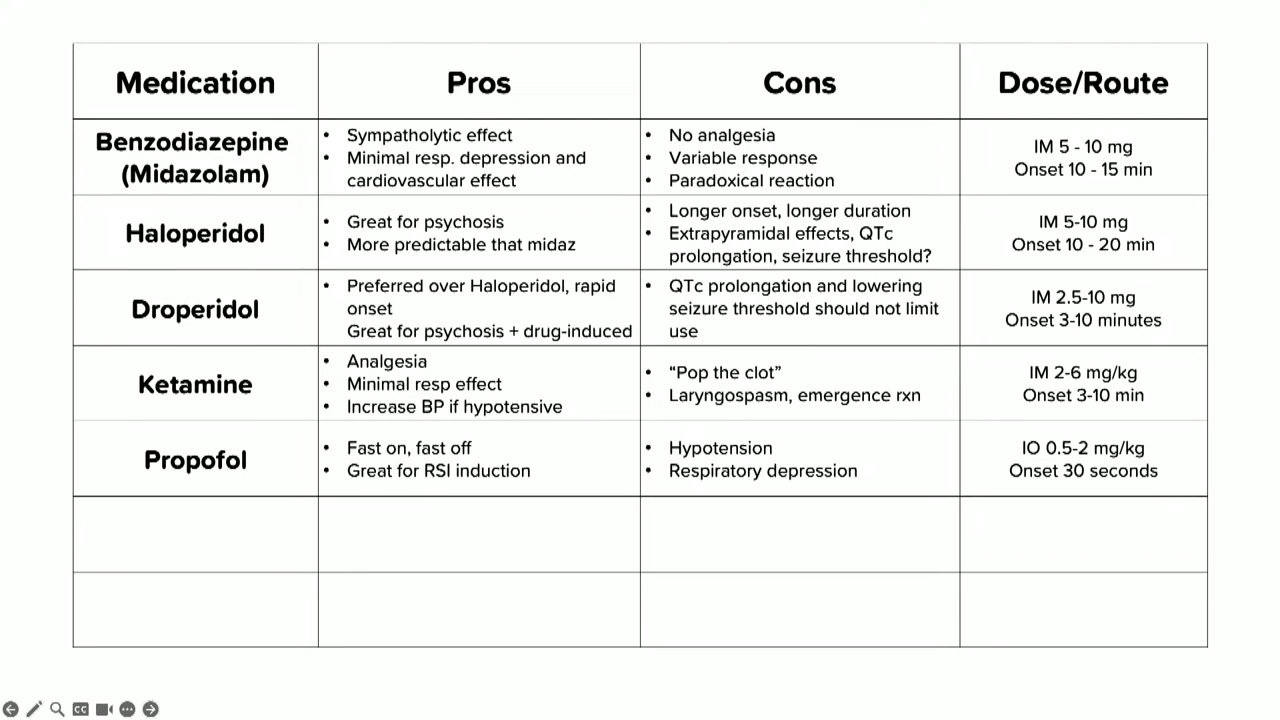 Medication Pros Cons Dose/Route
Benzodiazepine
(Midazolam)
• Sympatholytic effect
• Minimal resp. depression and
cardiovascular effect
• No analgesia
• Variable response
• Paradoxical reaction
IM 5 - 10 mg
Onset 10 - 15 min
Haloperidol
• Great for psychosis
• More predictable that midaz
• Longer onset, longer duration
• Extrapyramidal effects, QTc
prolongation, seizure threshold?
IM 5-10 mg
Onset 10 - 20 min
Droperidol
• Preferred over Haloperidol, rapid
onset
Great for psychosis + drug-induced
• QTc prolongation and lowering
seizure threshold should not limit
use
IM 2.5-10 mg
Onset 3-10 minutes
Ketamine
• Analgesia
• Minimal resp effect
• Increase BP if hypotensive
• “Pop the clot”
• Laryngospasm, emergence rxn
IM 2-6 mg/kg
Onset 3-10 min
Propofol
• Fast on, fast off
• Great for RSI induction
• Hypotension
• Respiratory depression
IO 0.5-2 mg/kg
Onset 30 seconds
CC